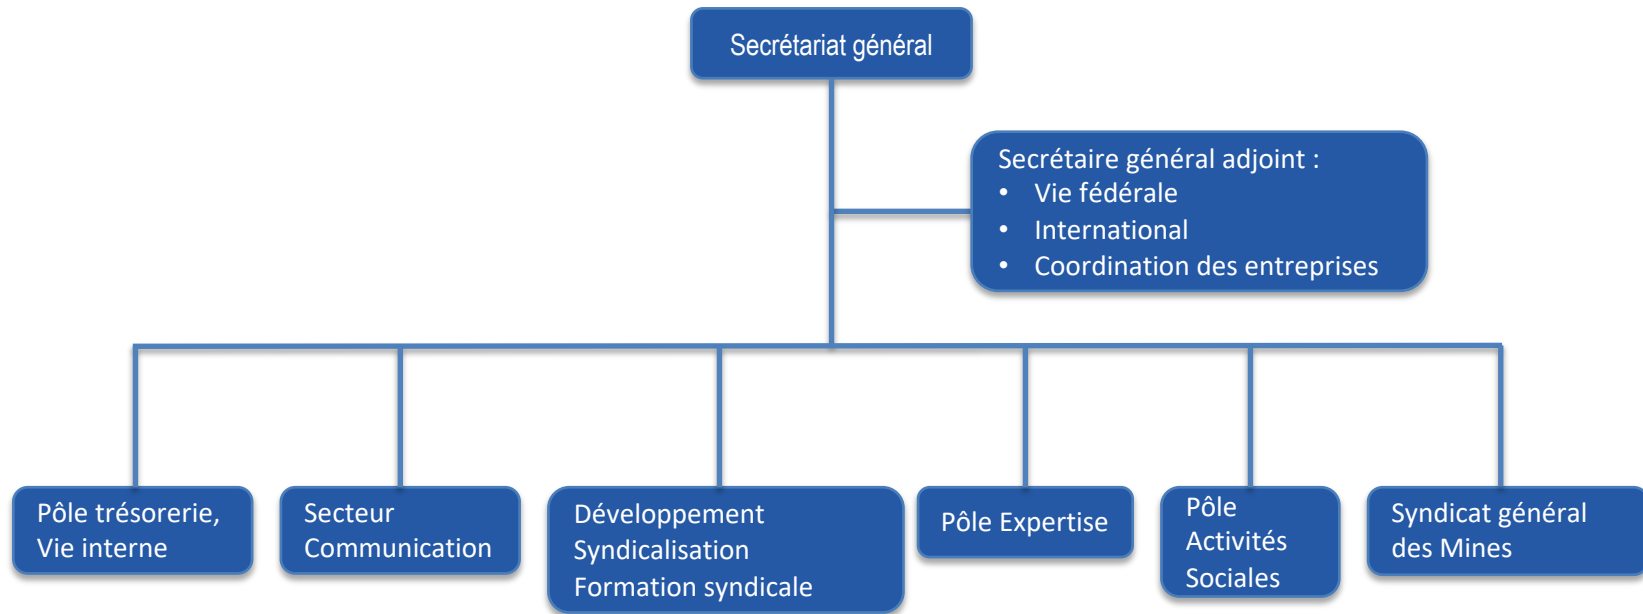 Secrétariat général
Secrétaire général adjoint :
• Vie fédérale
• International
• Coordination des entreprises
Pôle trésorerie,
Vie interne
Secteur
Communication
Développement
Syndicalisation
Formation syndicale
Pôle Expertise
Pôle
Activités
Sociales
Syndicat général
des Mines